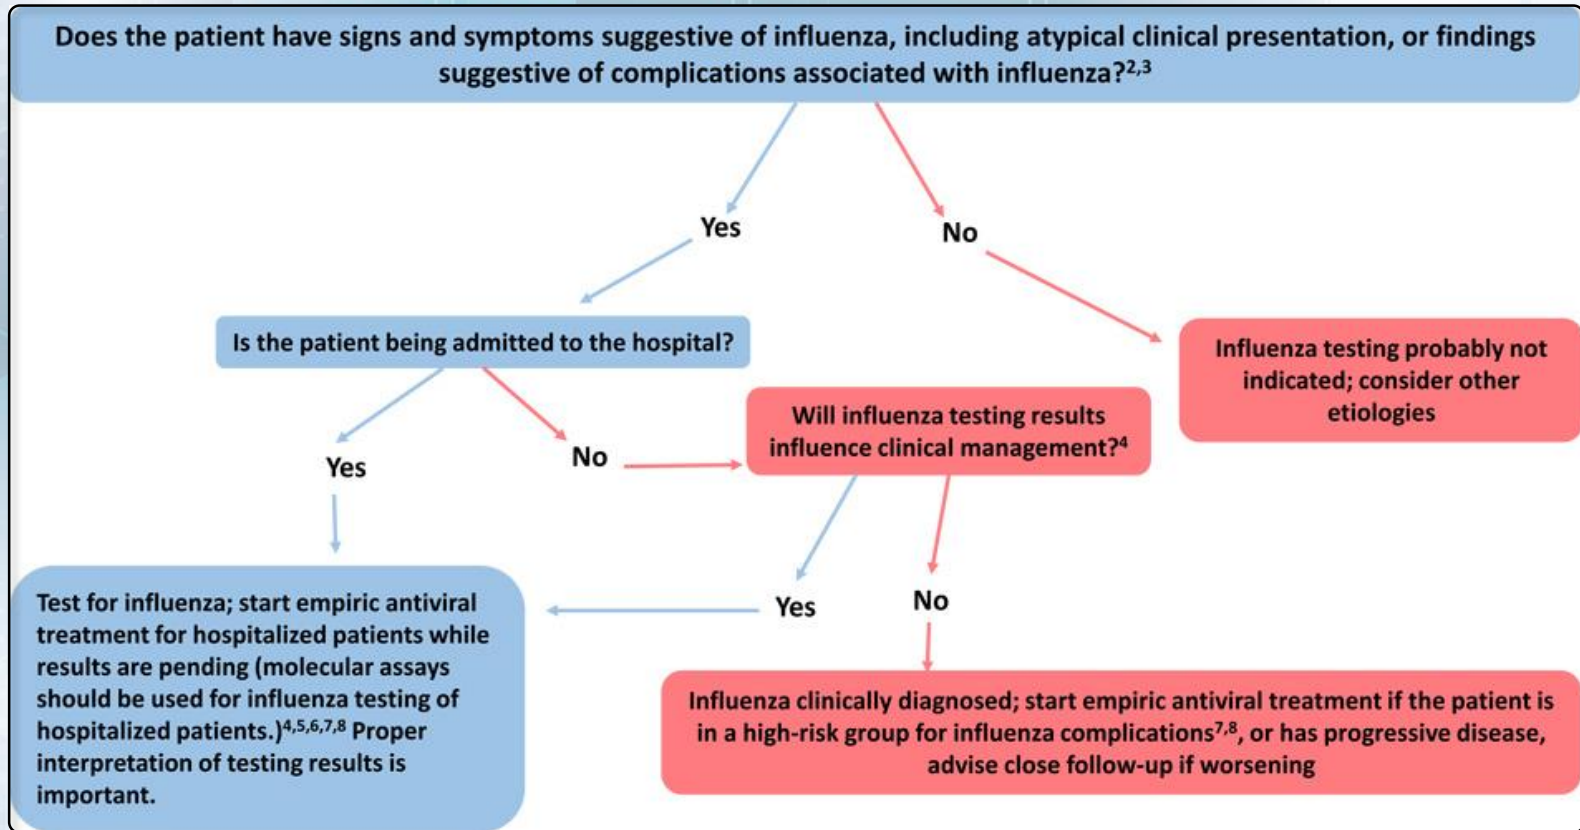 Does the patient have signs and symptoms suggestive of influenza, including atypical clinical presentation, or findings
suggestive of complications associated with influenza?2,3
Yes
No
Is the patient being admitted to the hospital?
Influenza testing probably not
indicated; consider other
etiologies
Will influenza testing results
influence clinical management?4
Yes
No
Test for influenza; start empiric antiviral
treatment for hospitalized patients while
results are pending (molecular assays
should be used for influenza testing of
hospitalized patients.)4,5,6,7,8 Proper
interpretation of testing results is
important.
Yes
No
Influenza clinically diagnosed; start empiric antiviral treatment if the patient is
in a high-risk group for influenza complications7,8, or has progressive disease,
advise close follow-up if worsening